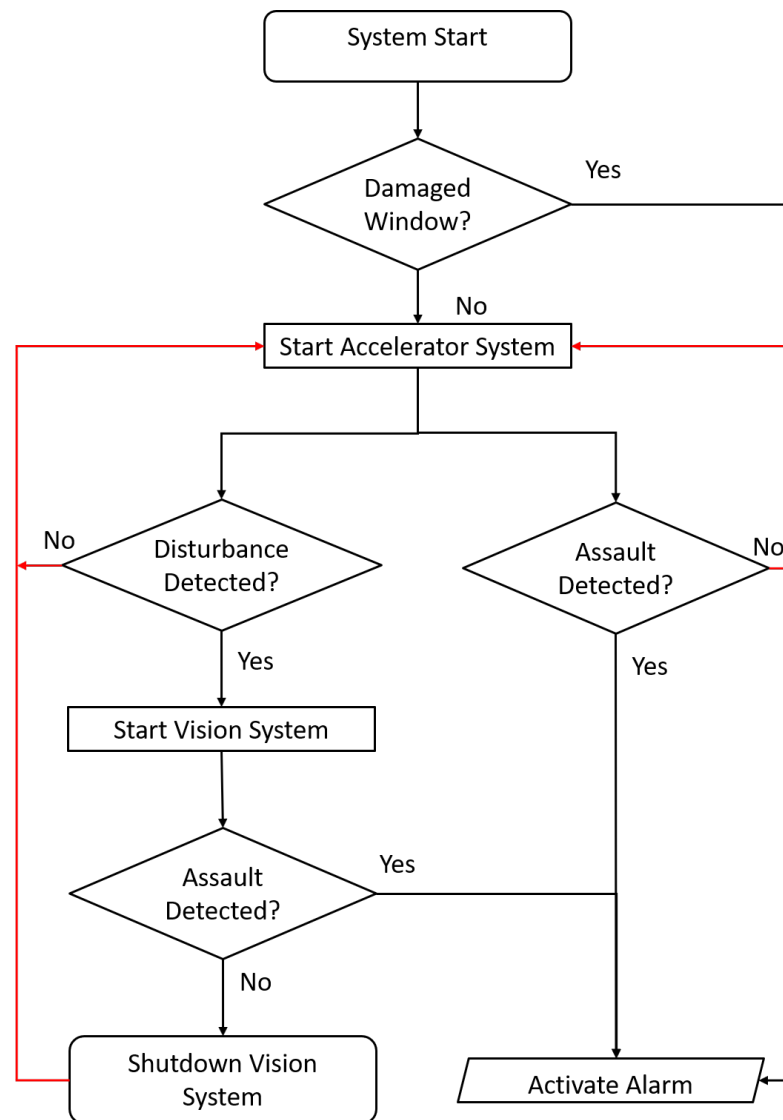 System Start
Damaged
Window?
Yes
No
Start Accelerator System
No
Disturbance
Detected?
Assault
Detected?
No
Yes
Yes
Start Vision System
Assault
Detected?
Yes
No
Shutdown Vision
System
Activate Alarm